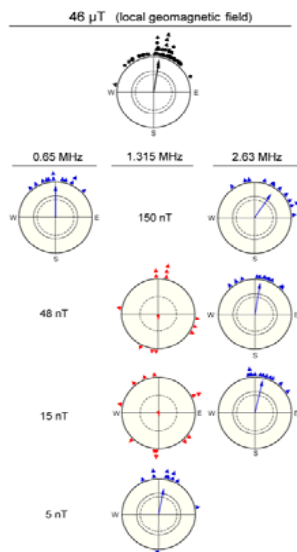 46 µT (local geomagnetic field)
W E
S
0.65 MHz 1.315 MHz 2.63 MHz
W E 150 nT W E
S
48 nT W E
S
15 nT W E W E
S
5 nT